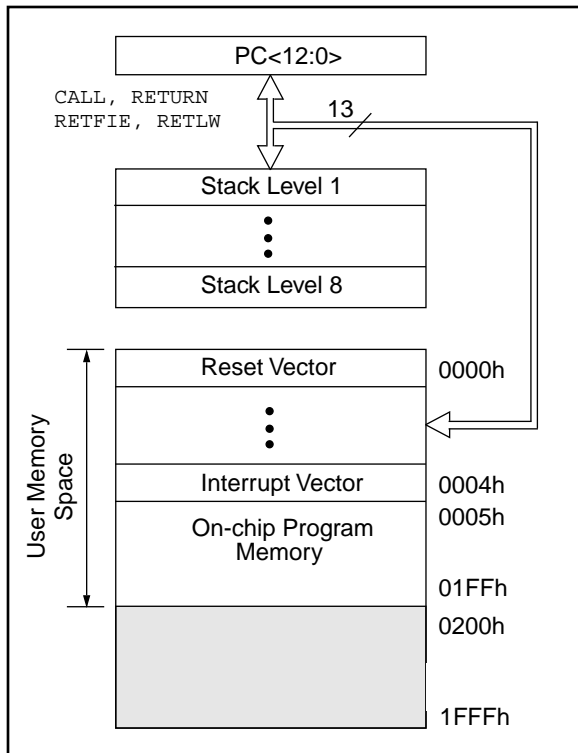 PC<12:0>
CALL, RETURN
RETFIE, RETLW
13
Stack Level 1
Stack Level 8
User Memory
Space
Reset Vector
0000h
Interrupt Vector
0004h
On-chip Program
Memory
0005h
01FFh
0200h
1FFFh